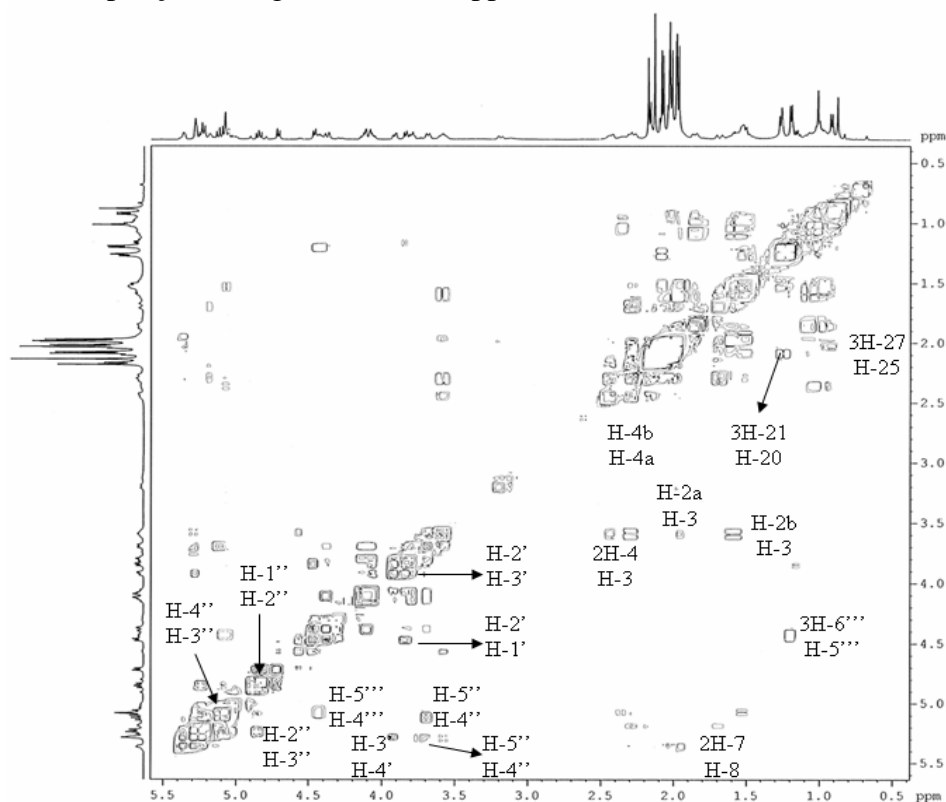 ppm
0.5
1.0
1.5
2.0
2.5
3.0
3.5
4.0
4.5
5.0
5.5
3H-27
H-25
H-4b
H-4a
3H-21
H-20
H-2a
H-3
H-2b
H-3
2H-4
H-3
H-2’
H-3’
H-1’’
H-2’’
H-4’’
H-3’’
H-2’
H-1’
3H-6’’’
H-5’’’
H-5’’’
H-4’’’
H-5’’
H-4’’
H-2’’
H-3’’
H-3’
H-4’
H-5’’
H-4’’
2H-7
H-8
5.5 5.0 4.5 4.0 3.5 3.0 2.5 2.0 1.5 1.0 0.5 ppm